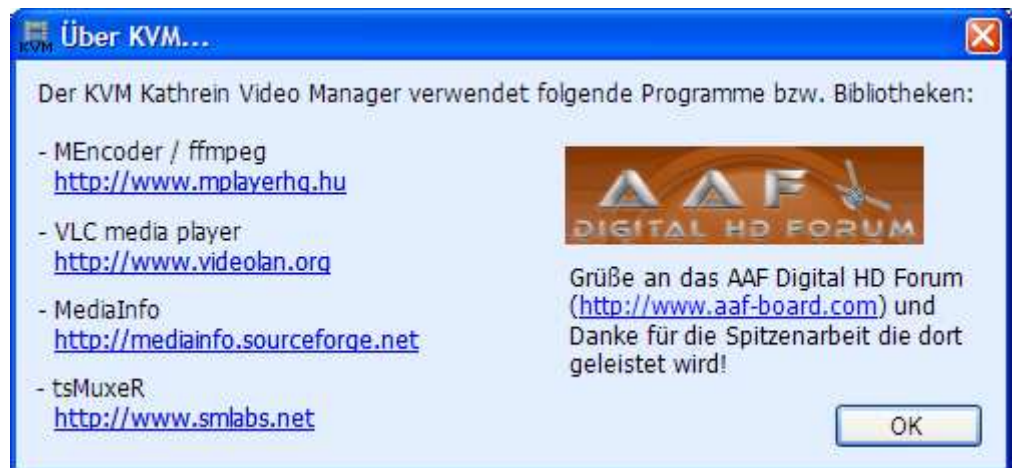 KVM Über KVM...
Der KVM Kathrein Video Manager verwendet folgende Programme bzw. Bibliotheken:
- MEncoder / ffmpeg
http://www.mplayerhq.hu
- VLC media player
http://www.videolan.org
- MediaInfo
http://mediainfo.sourceforge.net
- tsMuxeR
http://www.smlabs.net
AAF
DIGITAL HD FORUM
Grüße an das AAF Digital HD Forum
(http://www.aaf-board.com) und
Danke für die Spitzenarbeit die dort
geleistet wird!
OK